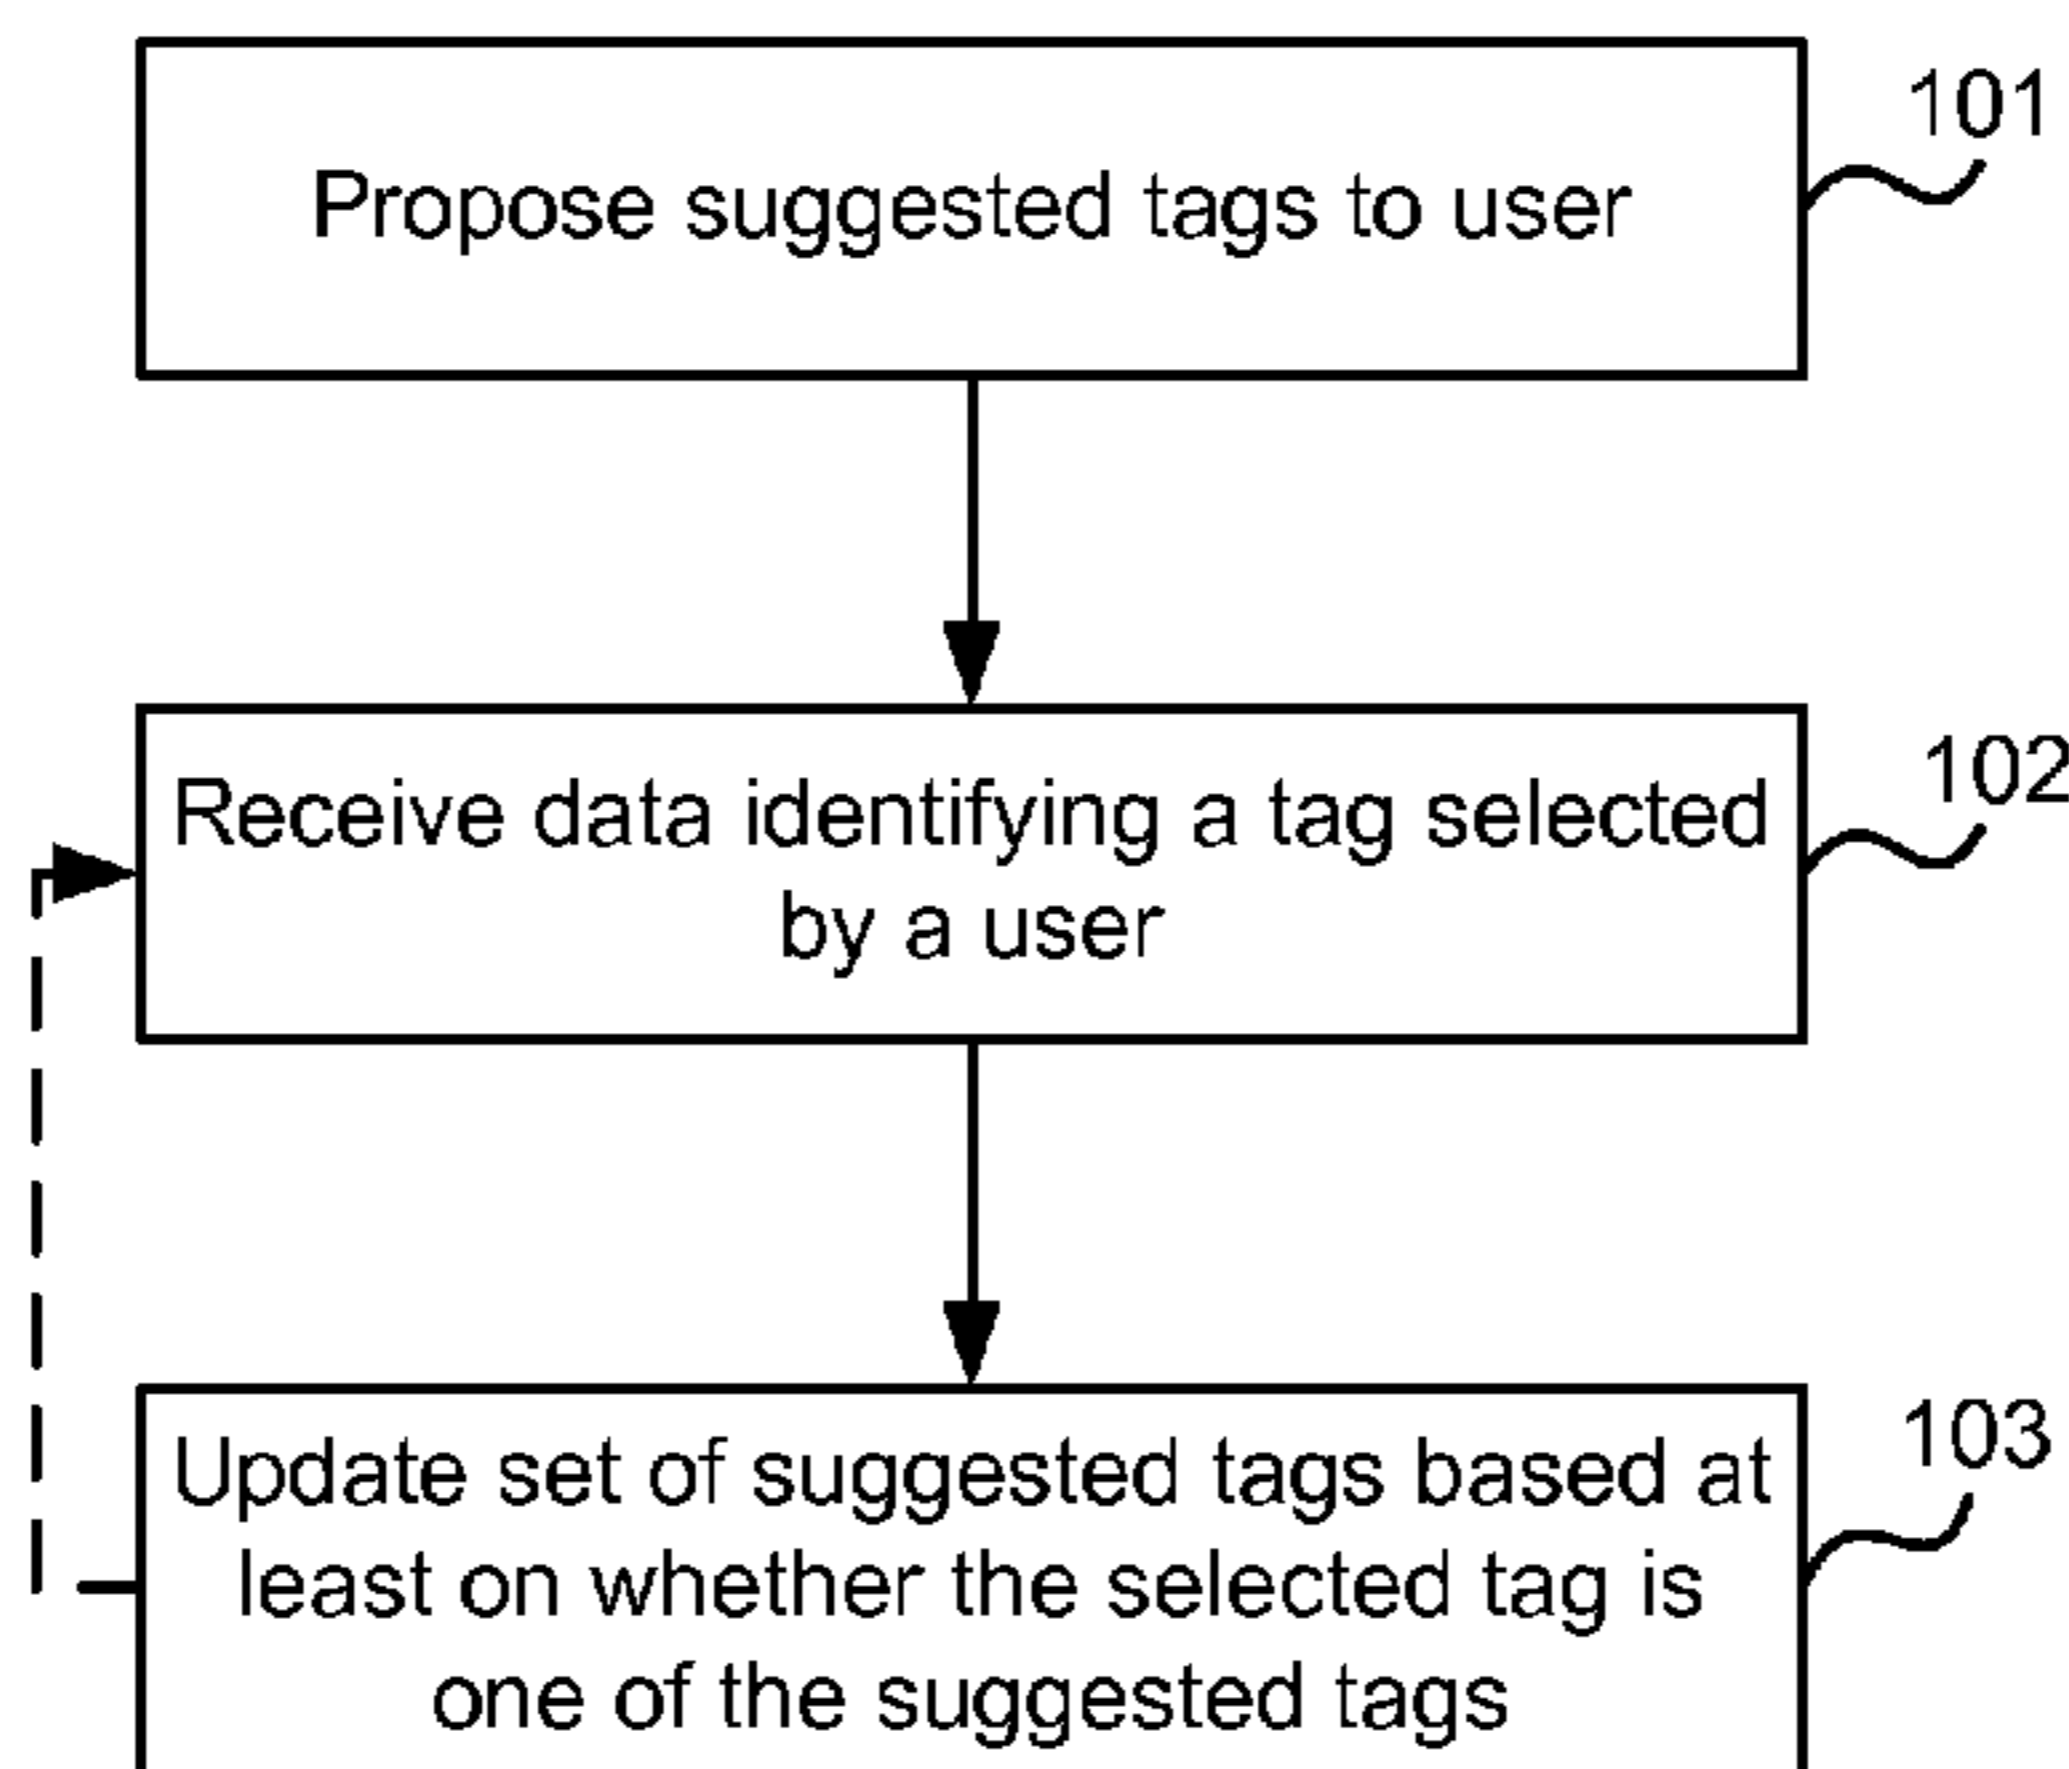 101
Propose suggested tags to user
102
Receive data identifying a tag selected
by a user
103
Update set of suggested tags based at
least on whether the selected tag is
one of the suggested tags